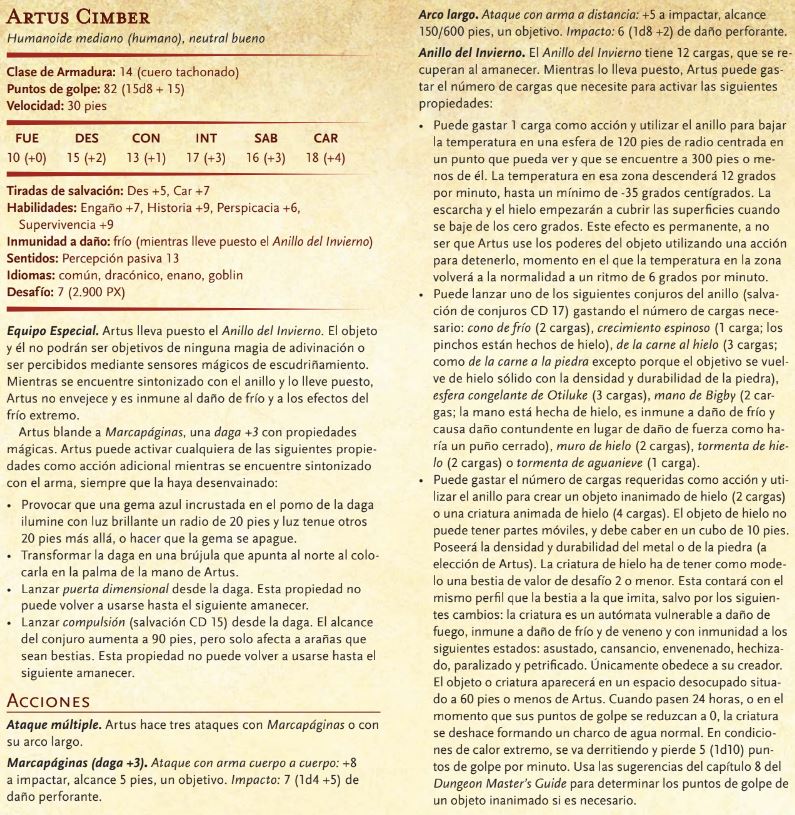 Artus Cimber
Humanoide mediano (humano), neutral bueno
Clase de Armadura: 14 (cuero tachonado)
Puntos de golpe: 82 (15d8 + 15)
Velocidad: 30 pies
FUE DES CON INT SAB CAR
10 (+0) 15 (+2) 13 (+1) 17 (+3) 16 (+3) 18 (+4)
Tiradas de salvación: Des +5, Car +7
Habilidades: Engaño +7, Historia +9, Perspicacia +6,
Supervivencia +9
Inmunidad a daño: frío (mientras lleve puesto el Anillo del Invierno)
Sentidos: Percepción pasiva 13
Idiomas: común, dracónico, enano, goblin
Desafío: 7 (2.900 PX)
Equipo Especial. Artus lleva puesto el Anillo del Invierno. El objeto
y él no podrán ser objetivos de ninguna magia de adivinación o
ser percibidos mediante sensores mágicos de escudriñamiento.
Mientras se encuentre sintonizado con el anillo y lo lleve puesto,
Artus no envejece y es inmune al daño de frío y a los efectos del
frío extremo.
Artus blande a Marcapáginas, una daga +3 con propiedades
mágicas. Artus puede activar cualquiera de las siguientes propie-
dades como acción adicional mientras se encuentre sintonizado
con el arma, siempre que la haya desenvainado:
• Provocar que una gema azul incrustada en el pomo de la daga
ilumine con luz brillante un radio de 20 pies y luz tenue otros
20 pies más allá, o hacer que la gema se apague.
• Transformar la daga en una brújula que apunta al norte al colo-
carla en la palma de la mano de Artus.
• Lanzar puerta dimensional desde la daga. Esta propiedad no
puede volver a usarse hasta el siguiente amanecer.
• Lanzar compulsión (salvación CD 15) desde la daga. El alcance
del conjuro aumenta a 90 pies, pero solo afecta a arañas que
sean bestias. Esta propiedad no puede volver a usarse hasta el
siguiente amanecer.
Acciones
Ataque múltiple. Artus hace tres ataques con Marcapáginas o con
su arco largo.
Marcapáginas (daga +3). Ataque con arma cuerpo a cuerpo: +8
a impactar, alcance 5 pies, un objetivo. Impacto: 7 (1d4 +5) de
daño perforante.
Arco largo. Ataque con arma a distancia: +5 a impactar, alcance
150/600 pies, un objetivo. Impacto: 6 (1d8 +2) de daño perforante.
Anillo del Invierno. El Anillo del Invierno tiene 12 cargas, que se re-
cuperan al amanecer. Mientras lo lleva puesto, Artus puede gas-
tar el número de cargas que necesite para activar las siguientes
propiedades:
• Puede gastar 1 carga como acción y utilizar el anillo para bajar
la temperatura en una esfera de 120 pies de radio centrada en
un punto que pueda ver y que se encuentre a 300 pies o me-
nos de él. La temperatura en esa zona descenderá 12 grados
por minuto, hasta un mínimo de -35 grados centígrados. La
escarcha y el hielo empezarán a cubrir las superficies cuando
se baje de los cero grados. Este efecto es permanente, a no
ser que Artus use los poderes del objeto utilizando una acción
para detenerlo, momento en el que la temperatura en la zona
volverá a la normalidad a un ritmo de 6 grados por minuto.
• Puede lanzar uno de los siguientes conjuros del anillo (salva-
ción de conjuros CD 17) gastando el número de cargas nece-
sario: cono de frío (2 cargas), crecimiento espinoso (1 carga; los
pinchos están hechos de hielo), de la carne al hielo (3 cargas;
como de la carne a la piedra excepto porque el objetivo se vuel-
ve de hielo sólido con la densidad y durabilidad de la piedra),
esfera congelante de Otiluke (3 cargas), mano de Bigby (2 car-
gas; la mano está hecha de hielo, es inmune a daño de frío y
causa daño contundente en lugar de daño de fuerza como ha-
ría un puño cerrado), muro de hielo (2 cargas), tormenta de hie-
lo (2 cargas) o tormenta de aguanieve (1 carga).
• Puede gastar el número de cargas requeridas como acción y uti-
lizar el anillo para crear un objeto inanimado de hielo (2 cargas)
o una criatura animada de hielo (4 cargas). El objeto de hielo no
puede tener partes móviles, y debe caber en un cubo de 10 pies.
Poseerá la densidad y durabilidad del metal o de la piedra (a
elección de Artus). La criatura de hielo ha de tener como mode-
lo una bestia de valor de desafío 2 o menor. Esta contará con el
mismo perfil que la bestia a la que imita, salvo por los siguien-
tes cambios: la criatura es un autómata vulnerable a daño de
fuego, inmune a daño de frío y de veneno y con inmunidad a los
siguientes estados: asustado, cansancio, envenenado, hechiza-
do, paralizado y petrificado. Únicamente obedece a su creador.
El objeto o criatura aparecerá en un espacio desocupado situa-
do a 60 pies o menos de Artus. Cuando pasen 24 horas, o en el
momento que sus puntos de golpe se reduzcan a 0, la criatura
se deshace formando un charco de agua normal. En condicio-
nes de calor extremo, se va derritiendo y pierde 5 (1d10) pun-
tos de golpe por minuto. Usa las sugerencias del capítulo 8 del
Dungeon Master's Guide para determinar los puntos de golpe de
un objeto inanimado si es necesario.